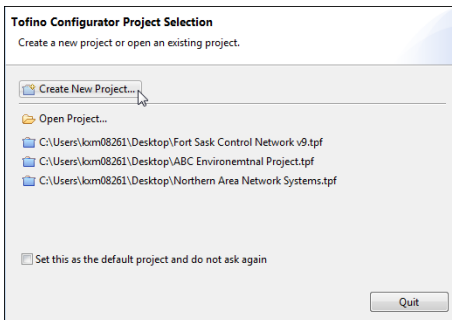 Tofino Configurator Project Selection
Create a new project or open an existing project.
Create New Project...
Open Project...
C:\Users\kxm08261\Desktop\Fort Sask Control Network v9.tpf
C:\Users\kxm08261\Desktop\ABC Environemtnal Project.tpf
C:\Users\kxm08261\Desktop\Northern Area Network Systems.tpf
Set this as the default project and do not ask again
Quit